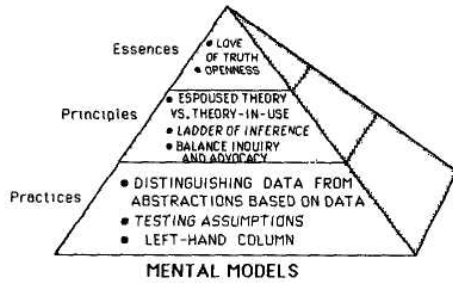 Essences
• LOVE
OF TRUTH
• OPENNESS
Principles
• ESPOUSED THEORY
VS. THEORY-IN-USE
• LADDER OF INFERENCE
• BALANCE INQUIRY
AND ADVOCACY
Practices
• DISTINGUISHING DATA FROM
ABSTRACTIONS BASED ON DATA
• TESTING ASSUMPTIONS
• LEFT-HAND COLUMN
MENTAL MODELS